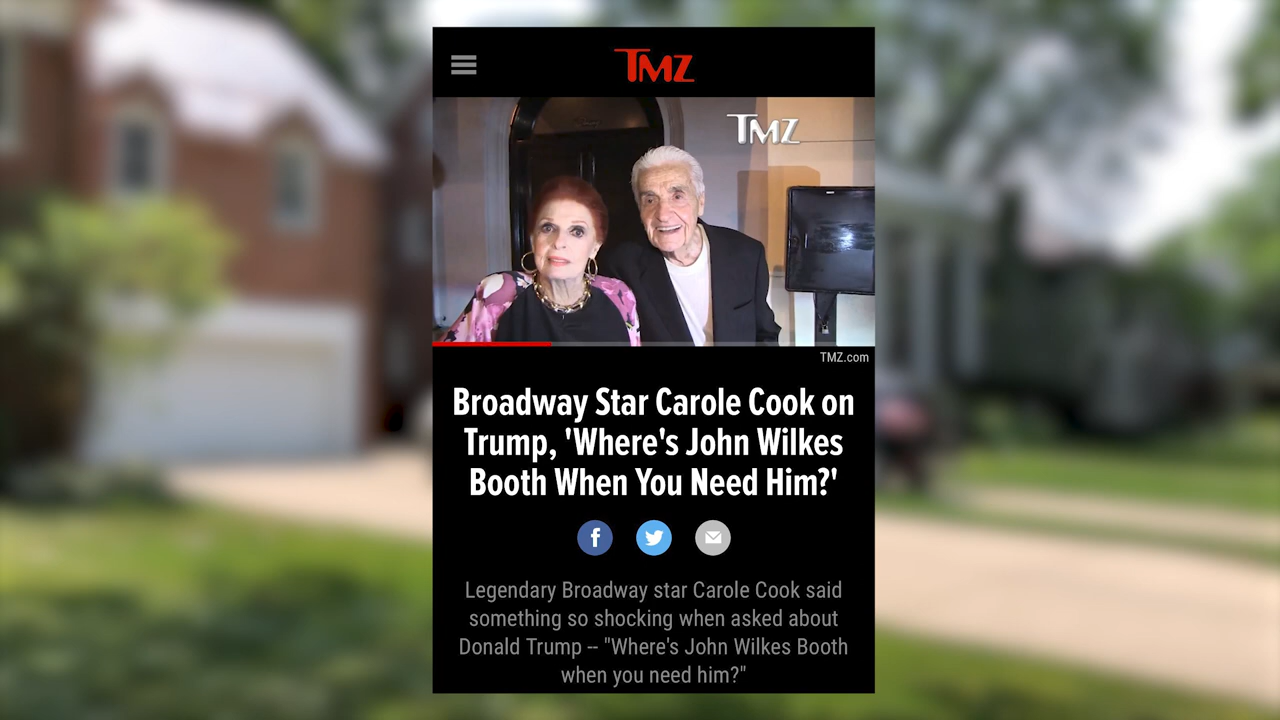 TMZ
TMZ
TMZ.com
Broadway Star Carole Cook on
Trump, 'Where's John Wilkes
Booth When You Need Him?'
f
Legendary Broadway star Carole Cook said
something so shocking when asked about
Donald Trump -- "Where's John Wilkes Booth
when you need him?"